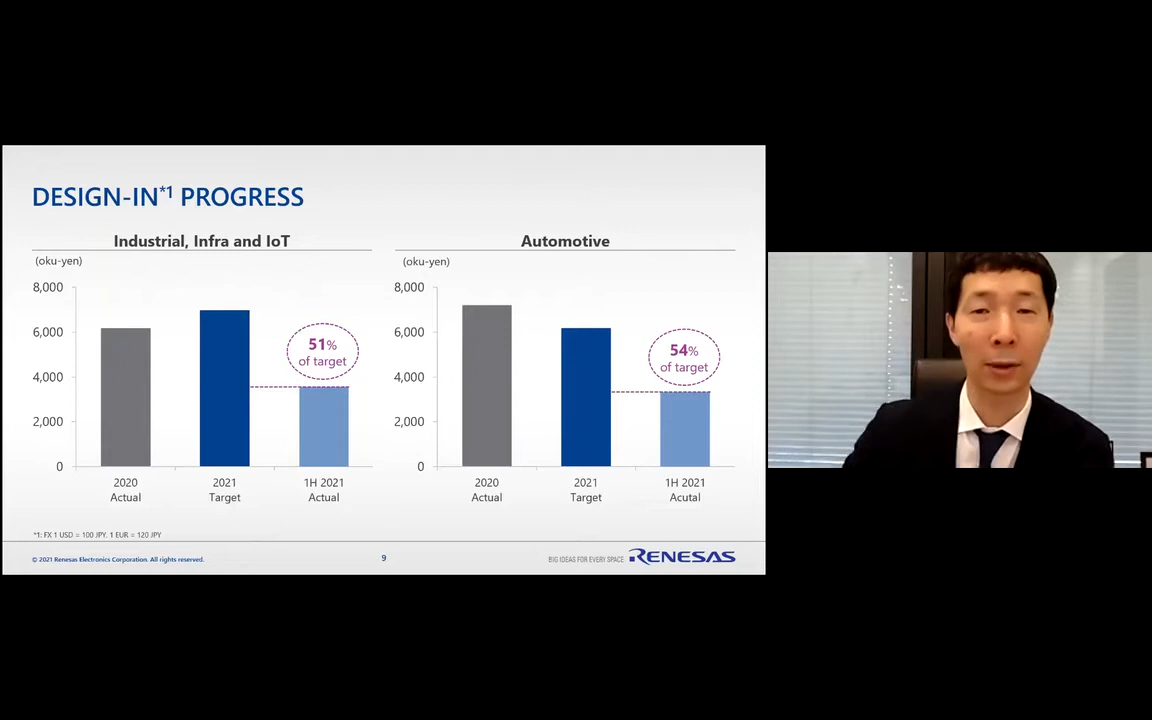 DESIGN-IN*1 PROGRESS
Industrial, Infra and IoT
(oku-yen)
8,000
6,000
4,000
2,000
0
51%
of target
2020
Actual
2021
Target
1H 2021
Actual
Automotive
(oku-yen)
8,000
6,000
4,000
2,000
0
54%
of target
2020
Actual
2021
Target
1H 2021
Acutal
*1: FX 1 USD = 100 JPY. 1 EUR = 120 JPY
© 2021 Renesas Electronics Corporation. All rights reserved.
9
BIG IDEAS FOR EVERY SPACE
RENESAS